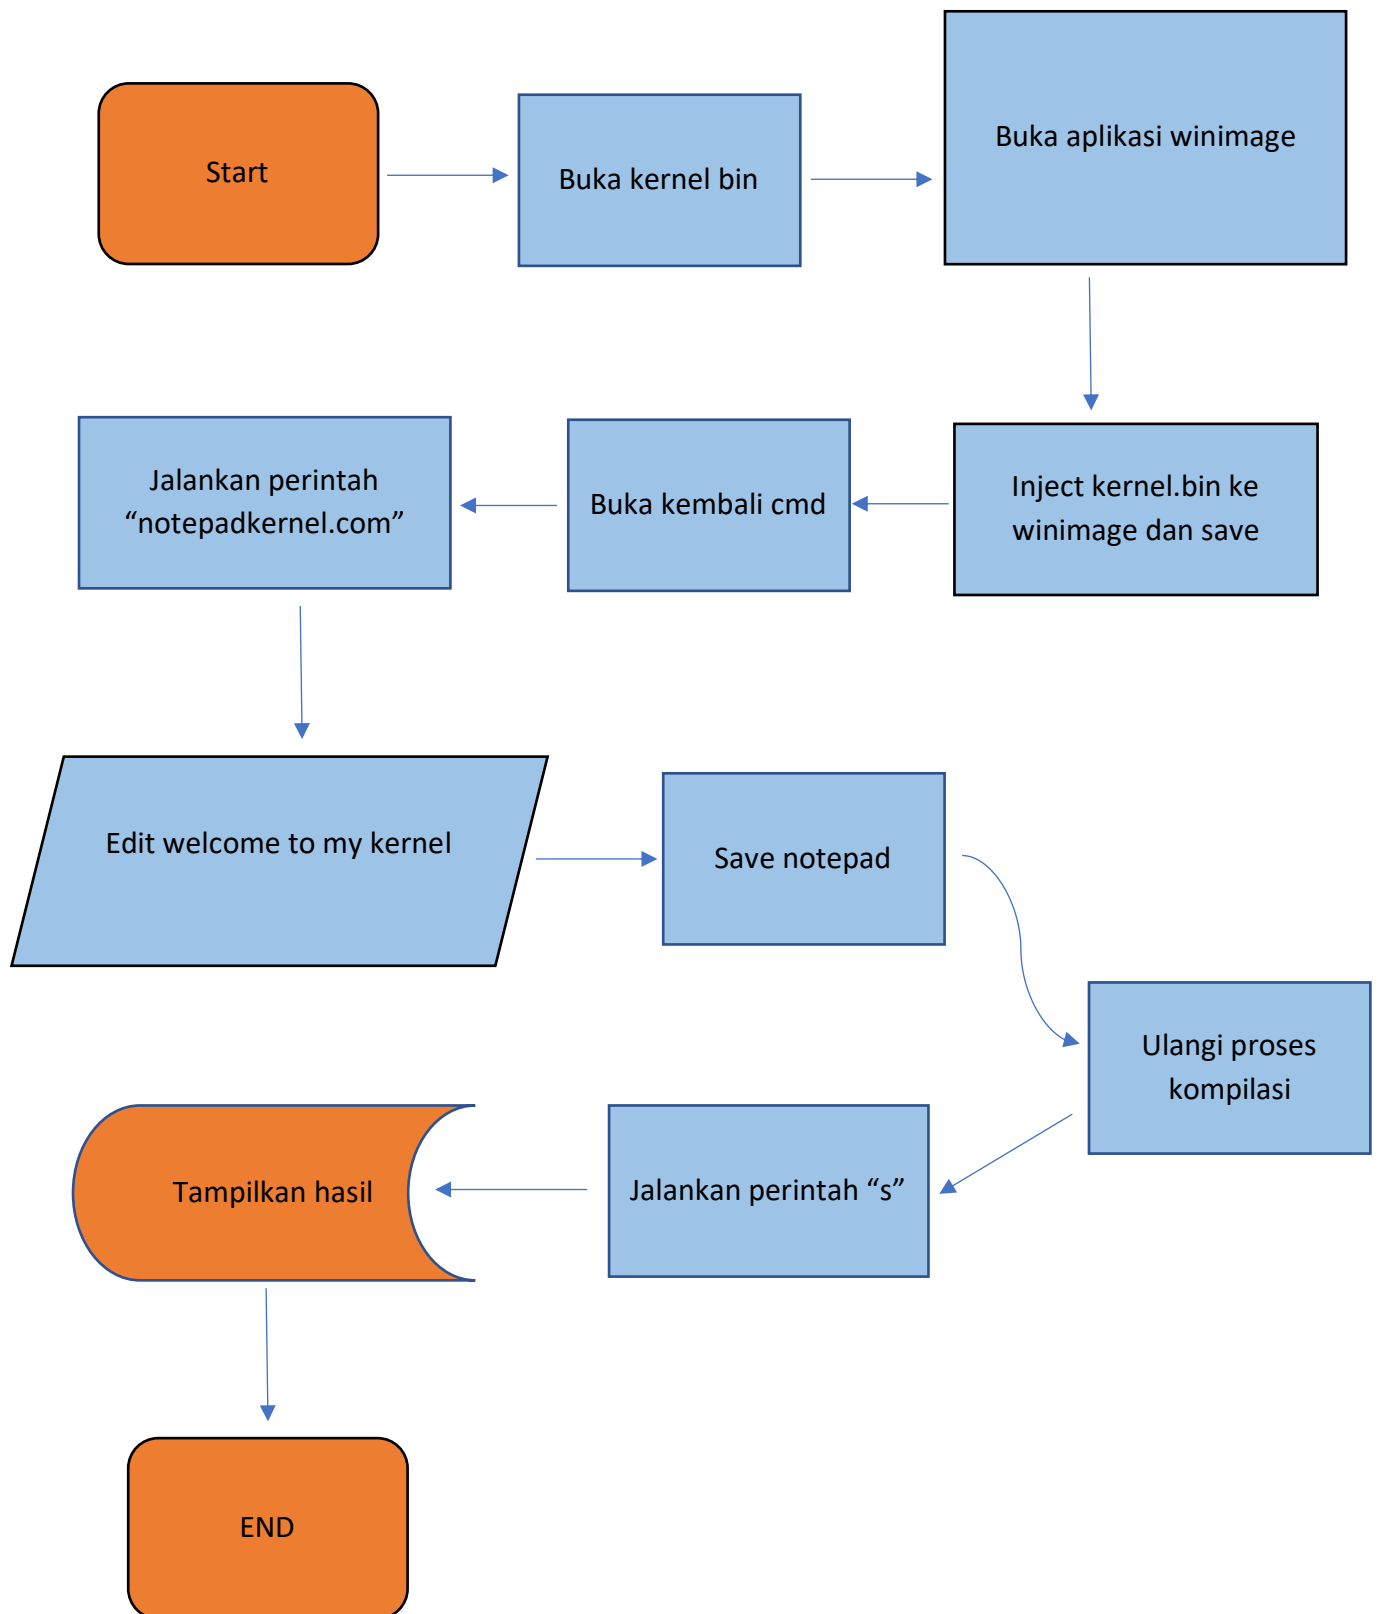 Start
Buka kernel bin
Buka aplikasi winimage
Inject kernel.bin ke
winimage dan save
Buka kembali cmd
Jalankan perintah
“notepadkernel.com”
Edit welcome to my kernel
Save notepad
Ulangi proses
kompilasi
Jalankan perintah “s”
Tampilkan hasil
END